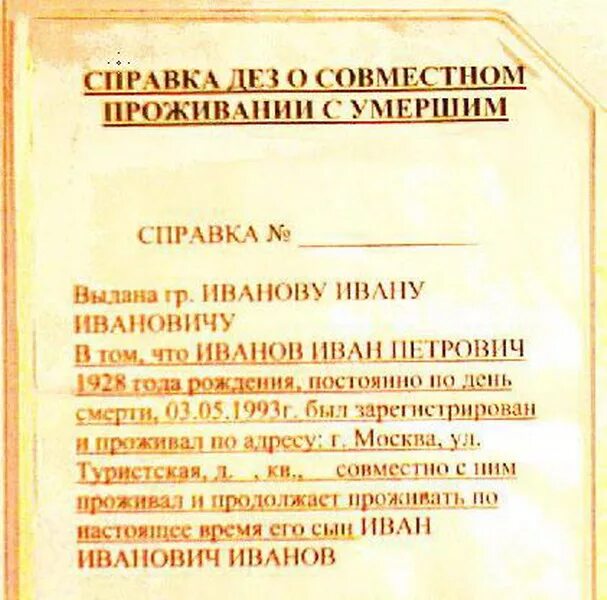 СПРАВКА ДЕЗ О СОВМЕСТНОМ
ПРОЖИВАНИИ С УМЕРШИМ
СПРАВКА № ______________
Выдана гр. ИВАНОВУ ИВАНУ
ИВАНОВИЧУ
В том, что ИВАНОВ ИВАН ПЕТРОВИЧ
1928 года рождения, постоянно по день
смерти, 03.05.1993г. был зарегистрирован
и проживал по адресу: г. Москва, ул.
Туристская, д. , кв., __ совместно с ним
проживал и продолжает проживать по
настоящее время его сын ИВАН
ИВАНОВИЧ ИВАНОВ